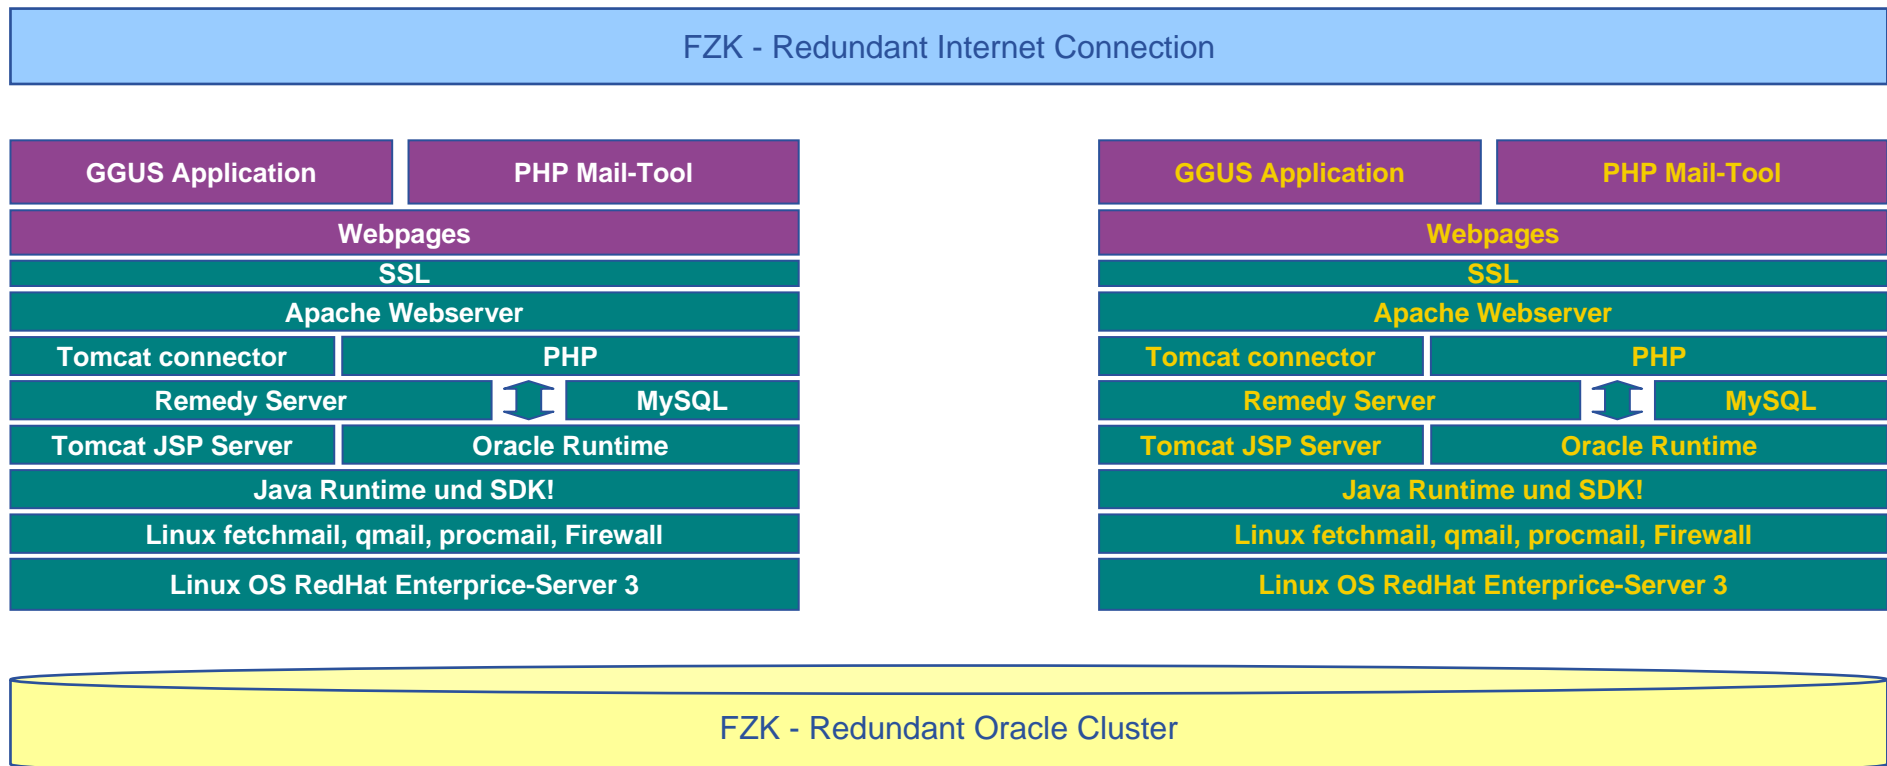 FZK - Redundant Internet Connection
GGUS Application
PHP Mail-Tool
Webpages
SSL
Apache Webserver
Tomcat connector
PHP
Remedy Server
MySQL
Tomcat JSP Server
Oracle Runtime
Java Runtime und SDK!
Linux fetchmail, qmail, procmail, Firewall
Linux OS RedHat Enterprice-Server 3
GGUS Application
PHP Mail-Tool
Webpages
SSL
Apache Webserver
Tomcat connector
PHP
Remedy Server
MySQL
Tomcat JSP Server
Oracle Runtime
Java Runtime und SDK!
Linux fetchmail, qmail, procmail, Firewall
Linux OS RedHat Enterprice-Server 3
FZK - Redundant Oracle Cluster